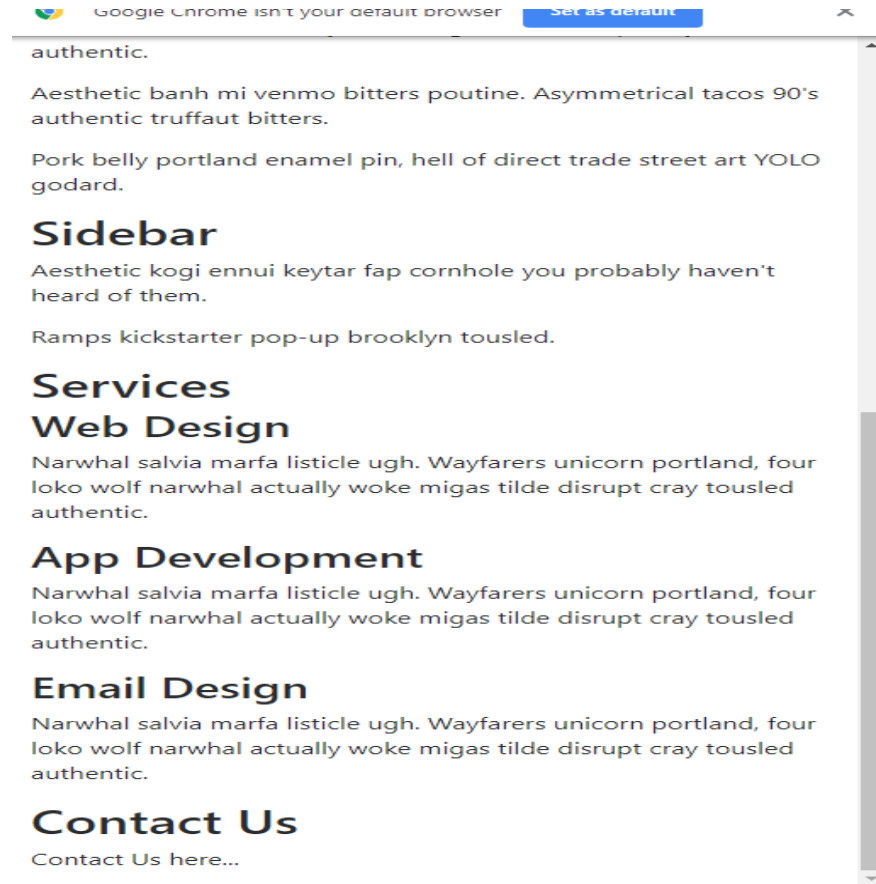 Google Chrome isn't your default browser
Set as default
authentic.
Aesthetic banh mi venmo bitters poutine. Asymmetrical tacos 90's
authentic truffaut bitters.
Pork belly portland enamel pin, hell of direct trade street art YOLO
godard.
Sidebar
Aesthetic kogi ennui keytar fap cornhole you probably haven't
heard of them.
Ramps kickstarter pop-up brooklyn tousled.
Services
Web Design
Narwhal salvia marfa listicle ugh. Wayfarers unicorn portland, four
loko wolf narwhal actually woke migas tilde disrupt cray tousled
authentic.
App Development
Narwhal salvia marfa listicle ugh. Wayfarers unicorn portland, four
loko wolf narwhal actually woke migas tilde disrupt cray tousled
authentic.
Email Design
Narwhal salvia marfa listicle ugh. Wayfarers unicorn portland, four
loko wolf narwhal actually woke migas tilde disrupt cray tousled
authentic.
Contact Us
Contact Us here...